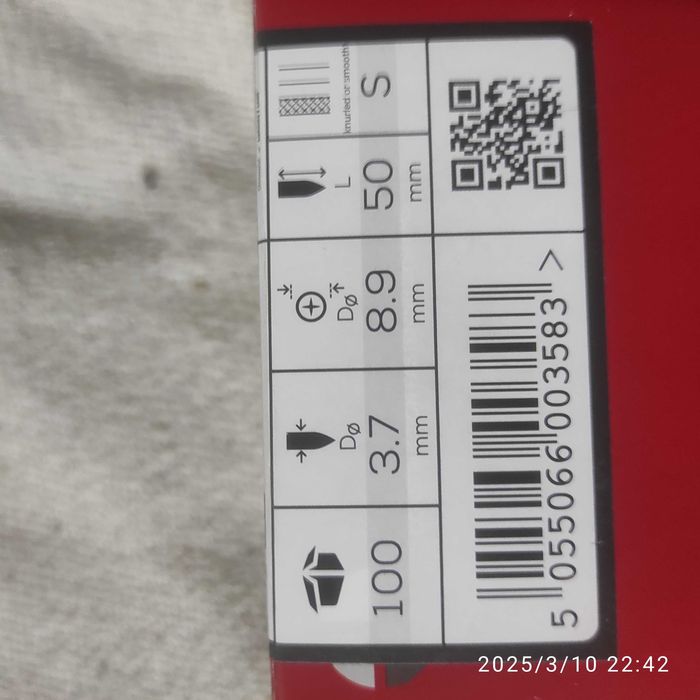 100
Dø
3.7
mm
Dø
8.9
mm
L
50
mm
knurled or smooth
S
5 055066 003583 >
2025/3/10 22:42